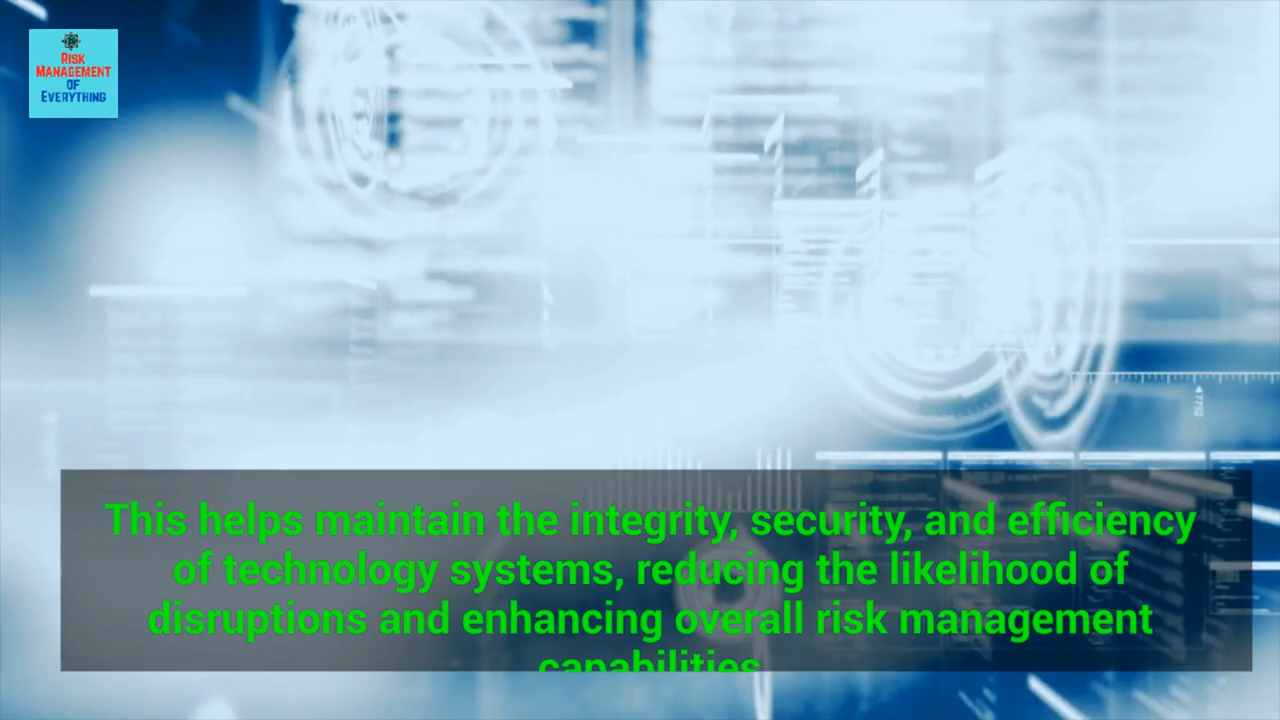 RISK
MANAGEMENT
OF
EVERYTHING
This helps maintain the integrity, security, and efficiency
of technology systems, reducing the likelihood of
disruptions and enhancing overall risk management
capabilities